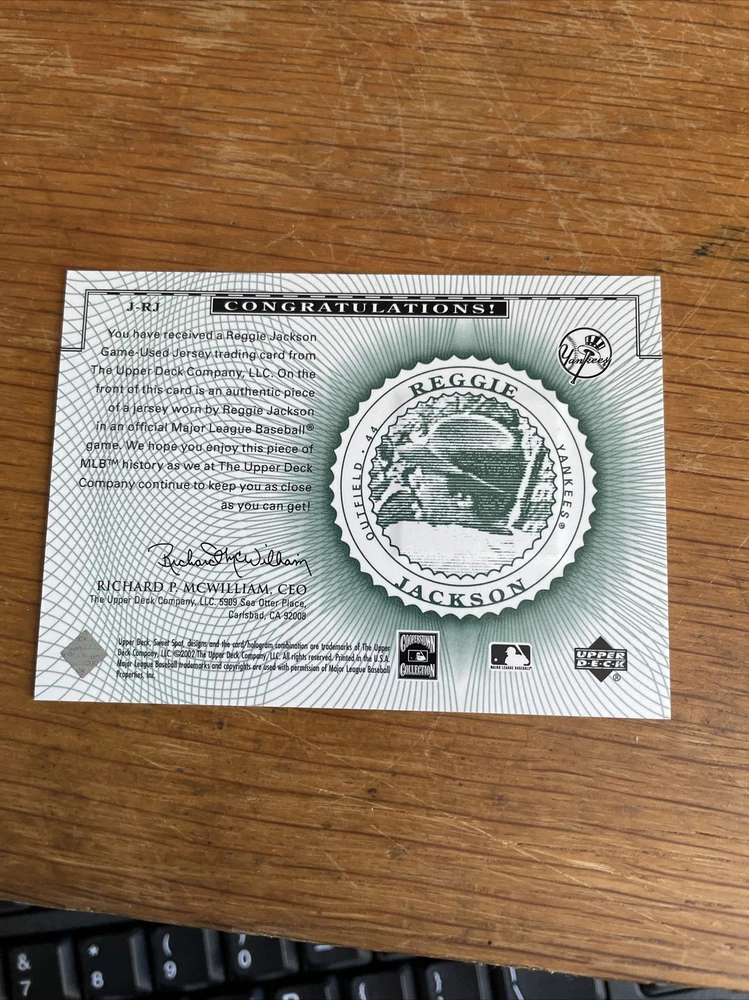 J-RJ
CONGRATULATIONS!
You have received a Reggie Jackson
Game-Used Jersey trading card from
The Upper Deck Company, LLC. On the
front of this card is an authentic piece
of a jersey worn by Reggie Jackson
in an official Major League Baseball®
game. We hope you enjoy this piece of
MLB™ history as we at The Upper Deck
Company continue to keep you as close
as you can get!
Richard P. McWilliam
RICHARD P. MCWILLIAM, CEO
The Upper Deck Company, LLC. 5909 Sea Otter Place,
Carlsbad, CA 92008
Upper Deck, Sweet Spot, designs and the card/hologram combination are trademarks of The Upper
Deck Company, LLC. ©2002 The Upper Deck Company, LLC. All rights reserved. Printed in the U.S.A.
Major League Baseball trademarks and copyrights are used with permission of Major League Baseball
Properties, Inc.
Yankees
REGGIE
OUTFIELD · 44
YANKEES®
JACKSON
COOPERSTOWN
COLLECTION
MAJOR LEAGUE BASEBALL
UPPER
D·E·C·K
®
&
7
*
8
(
9
)
0